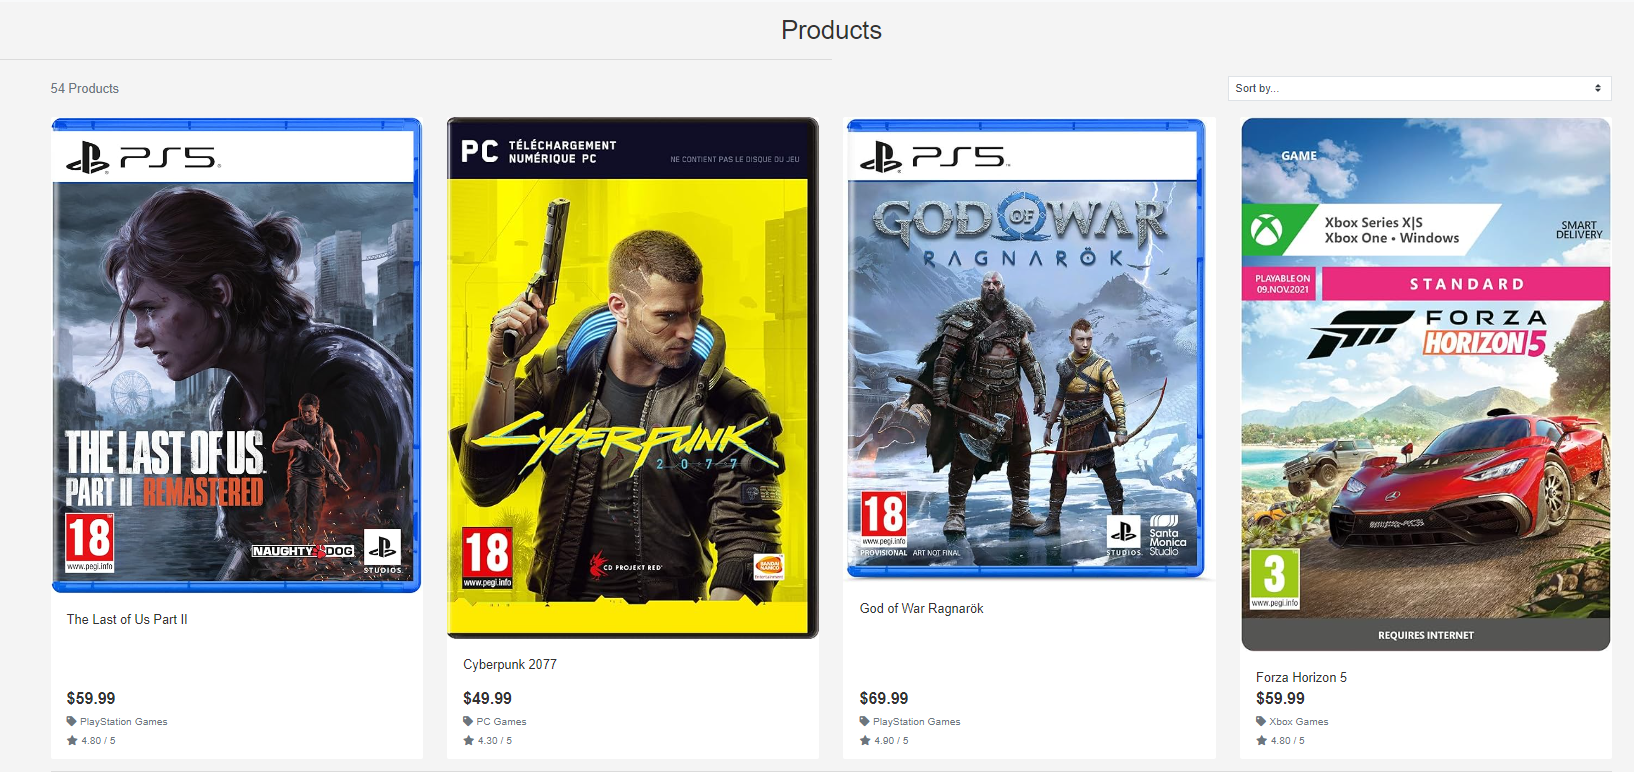 Products
54 Products
Sort by...
PS5
THE LAST OF US
PART II REMASTERED
18
www.pegi.info
NAUGHTY DOG
STUDIOS
The Last of Us Part II
$59.99
PlayStation Games
4.80 / 5
PC TÉLÉCHARGEMENT
NUMÉRIQUE PC
NE CONTIENT PAS LE DISQUE DU JEU
CYBERPUNK
2077
18
www.pegi.info
CD PROJEKT RED
BANDAI
NAMCO
Entertainment
Cyberpunk 2077
$49.99
PC Games
4.30 / 5
PS5
GOD OF WAR
RAGNARÖK
18
www.pegi.info
PROVISIONAL ART NOT FINAL
STUDIOS
Santa
Monica
Studio
God of War Ragnarök
$69.99
PlayStation Games
4.90 / 5
GAME
Xbox Series X|S
Xbox One • Windows
SMART
DELIVERY
PLAYABLE ON
09.NOV.2021
STANDARD
FORZA
HORIZON 5
3
www.pegi.info
REQUIRES INTERNET
Forza Horizon 5
$59.99
Xbox Games
4.80 / 5